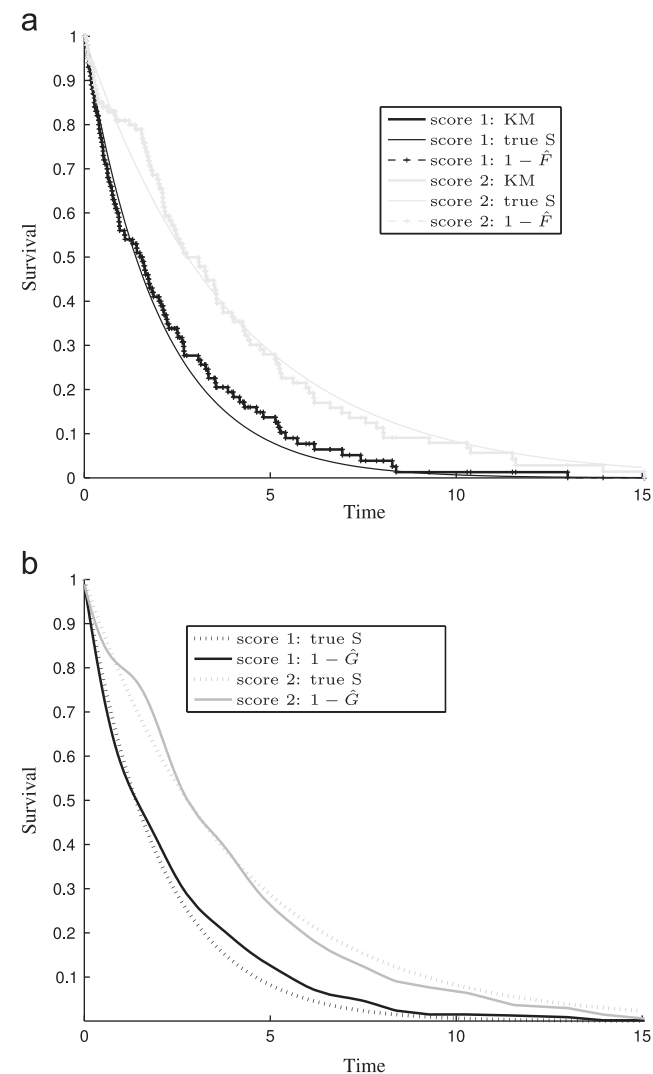 a
1
0.9
0.8
0.7
0.6
0.5
0.4
0.3
0.2
0.1
0
Survival
score 1: KM
score 1: true S
score 1: 1 − F̂
score 2: KM
score 2: true S
score 2: 1 − F̂
0 5 10 15
Time
b
1
0.9
0.8
0.7
0.6
0.5
0.4
0.3
0.2
0.1
Survival
score 1: true S
score 1: 1 − Ĝ
score 2: true S
score 2: 1 − Ĝ
0 5 10 15
Time